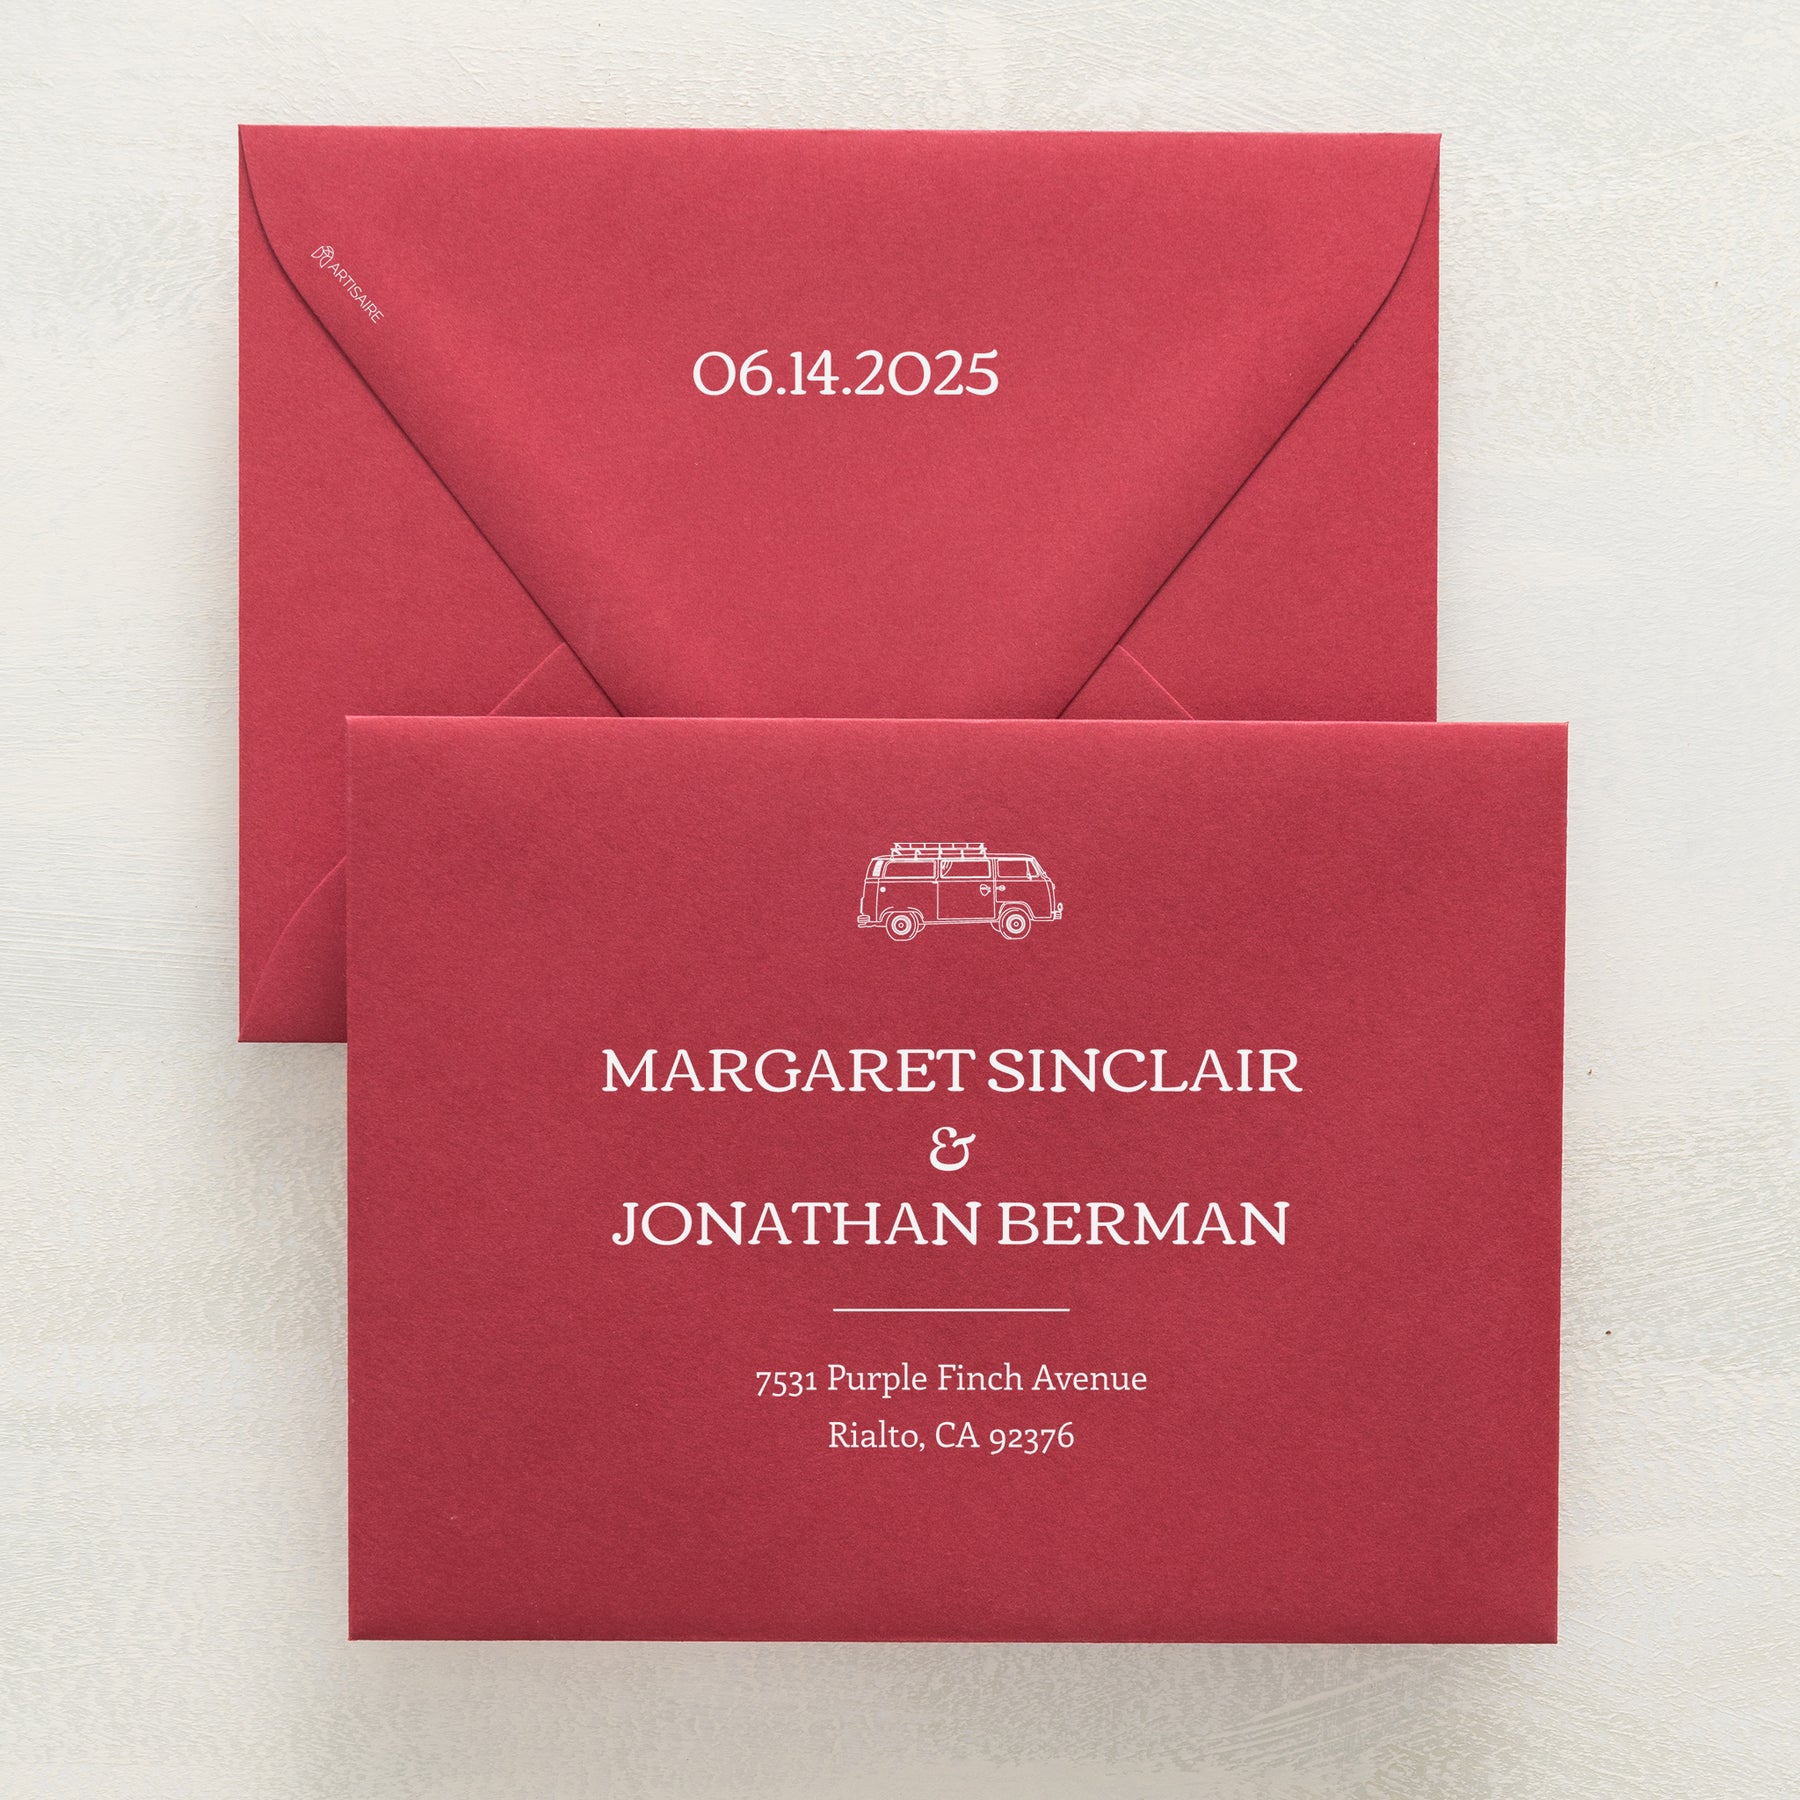 ARTISAIRE
06.14.2025
MARGARET SINCLAIR
&
JONATHAN BERMAN
7531 Purple Finch Avenue
Rialto, CA 92376